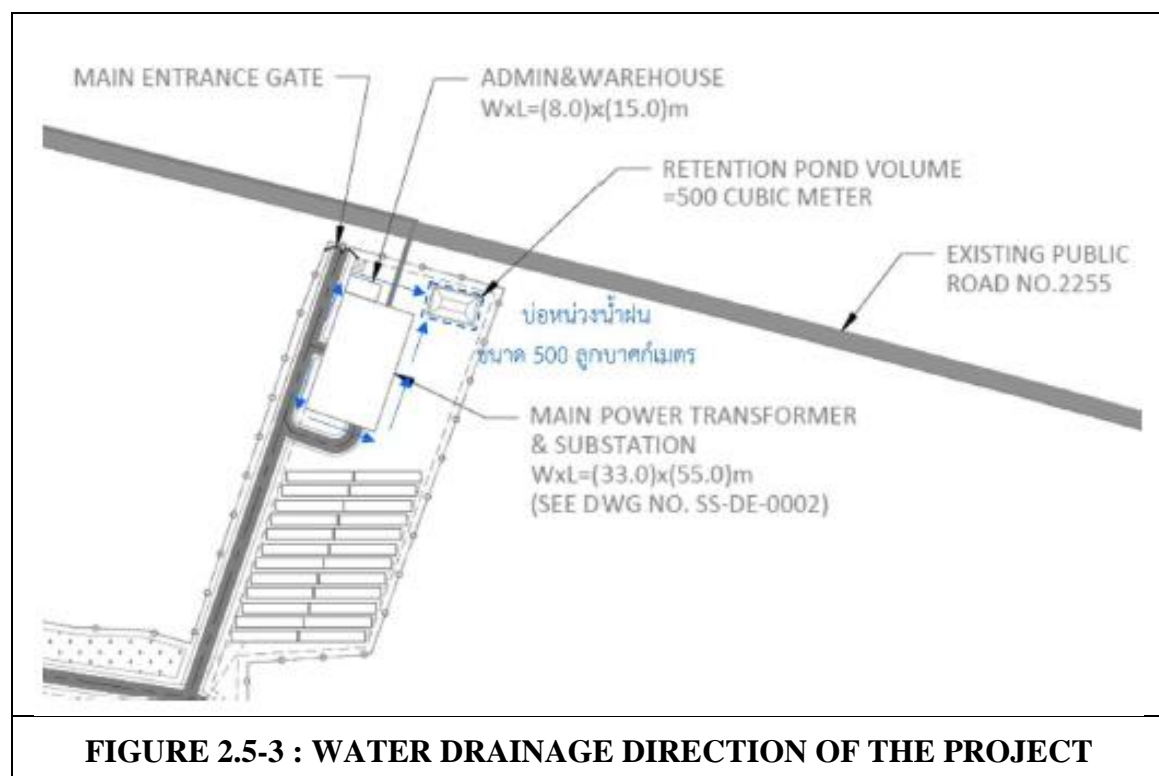 MAIN ENTRANCE GATE
ADMIN&WAREHOUSE
WxL=(8.0)x(15.0)m
RETENTION POND VOLUME
=500 CUBIC METER
EXISTING PUBLIC
ROAD NO.2255
บ่อหน่วงน้ำฝน
ขนาด 500 ลูกบาศก์เมตร
MAIN POWER TRANSFORMER
& SUBSTATION
WxL=(33.0)x(55.0)m
(SEE DWG NO. SS-DE-0002)
FIGURE 2.5-3 : WATER DRAINAGE DIRECTION OF THE PROJECT